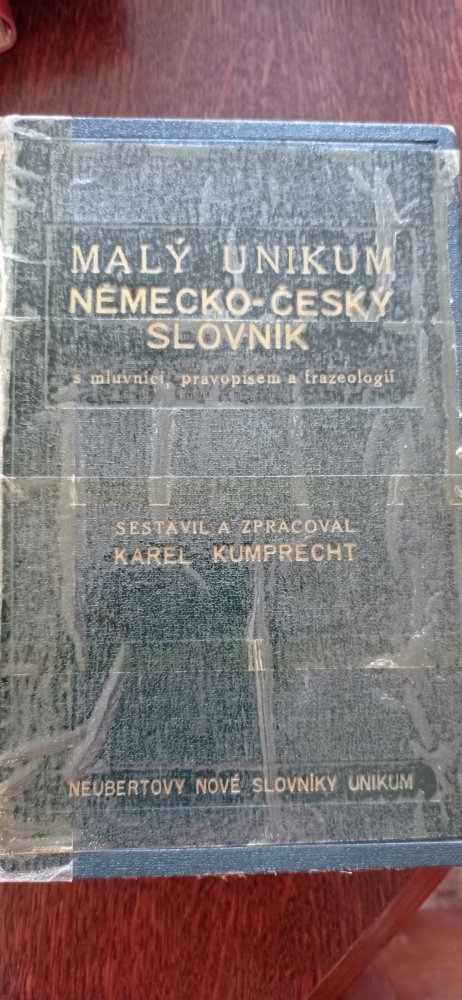 MALÝ UNIKUM
NĚMECKO-ČESKÝ
SLOVNÍK
s mluvnicí, pravopisem a frazeologií
SESTAVIL A ZPRACOVAL
KAREL KUMPRECHT
NEUBERTOVY NOVÉ SLOVNÍKY UNIKUM